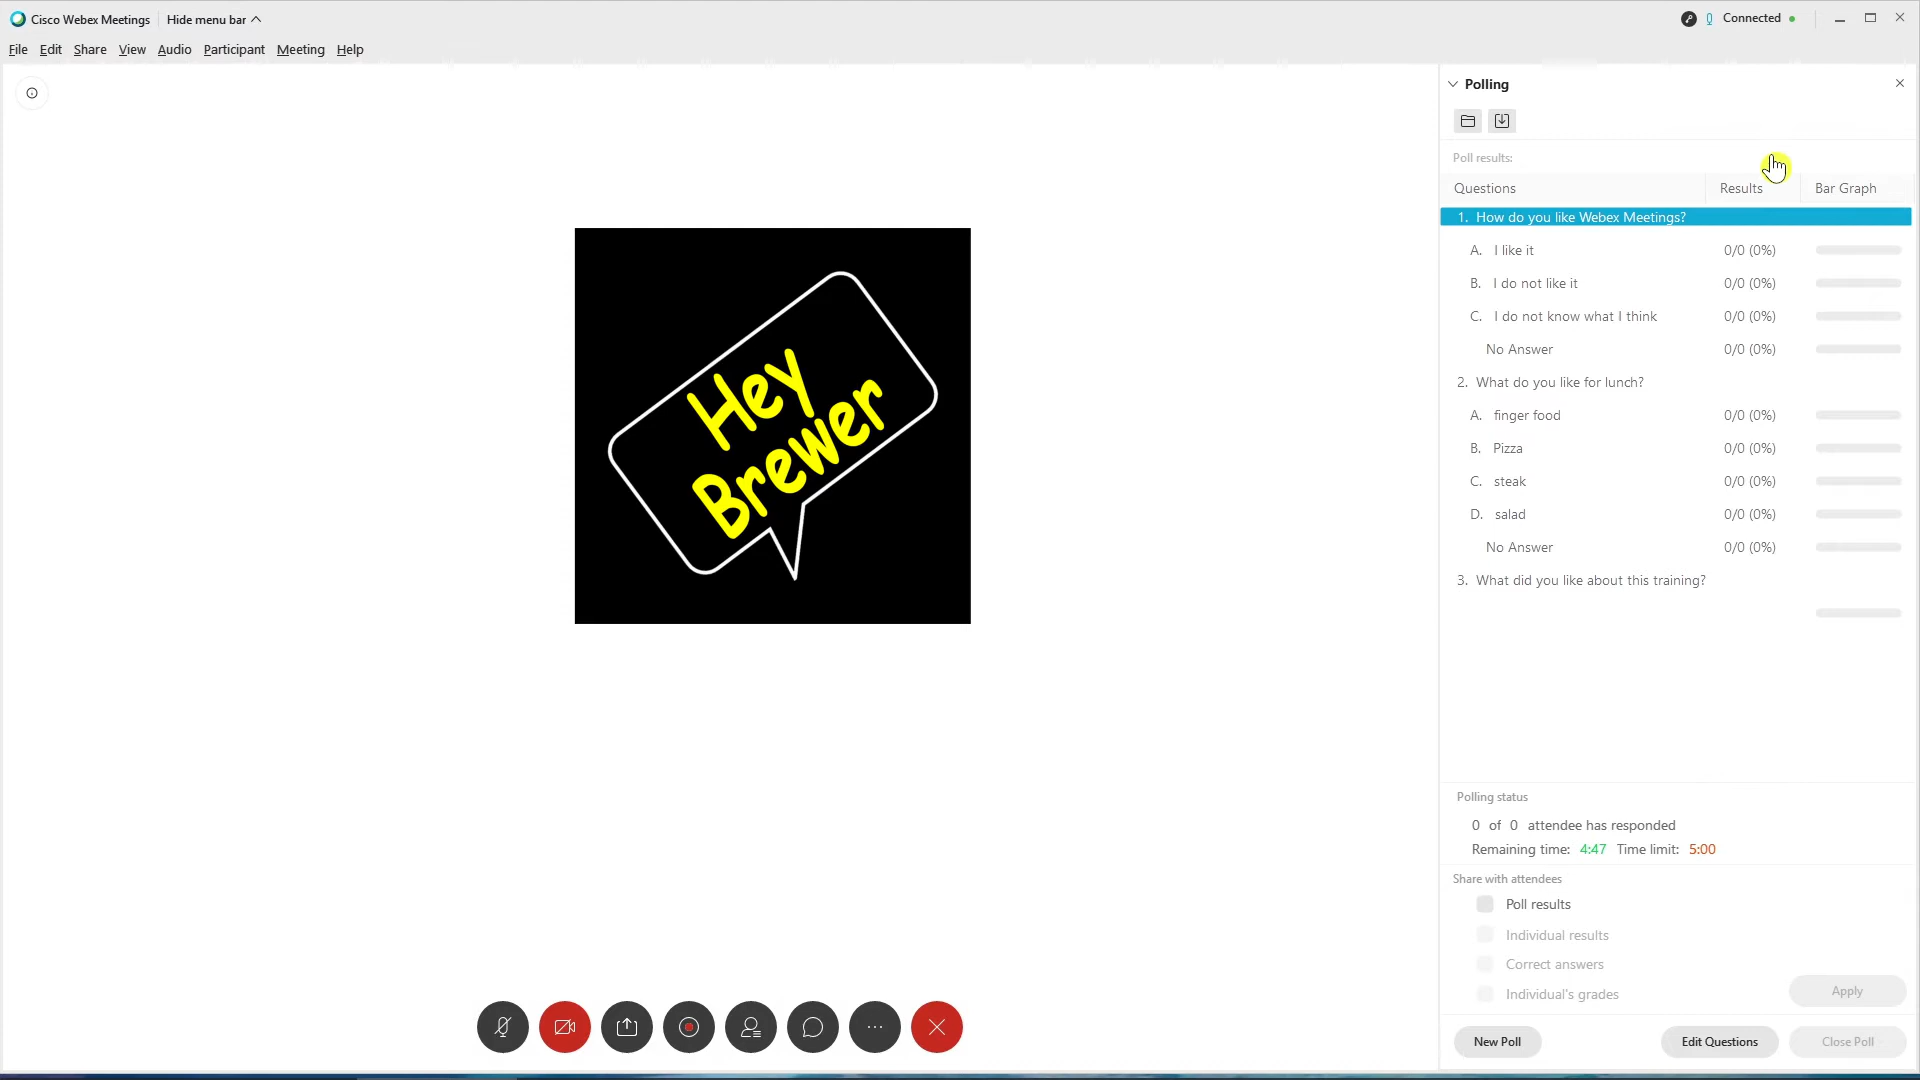 Cisco Webex Meetings Hide menu bar Connected
File Edit Share View Audio Participant Meeting Help
Hey
Brewer
Polling
Poll results:
Questions Results Bar Graph
1. How do you like Webex Meetings?
A. I like it 0/0 (0%)
B. I do not like it 0/0 (0%)
C. I do not know what I think 0/0 (0%)
No Answer 0/0 (0%)
2. What do you like for lunch?
A. finger food 0/0 (0%)
B. Pizza 0/0 (0%)
C. steak 0/0 (0%)
D. salad 0/0 (0%)
No Answer 0/0 (0%)
3. What did you like about this training?
Polling status
0 of 0 attendee has responded
Remaining time: 4:47 Time limit: 5:00
Share with attendees
Poll results
Individual results
Correct answers
Individual's grades
Apply
New Poll Edit Questions Close Poll